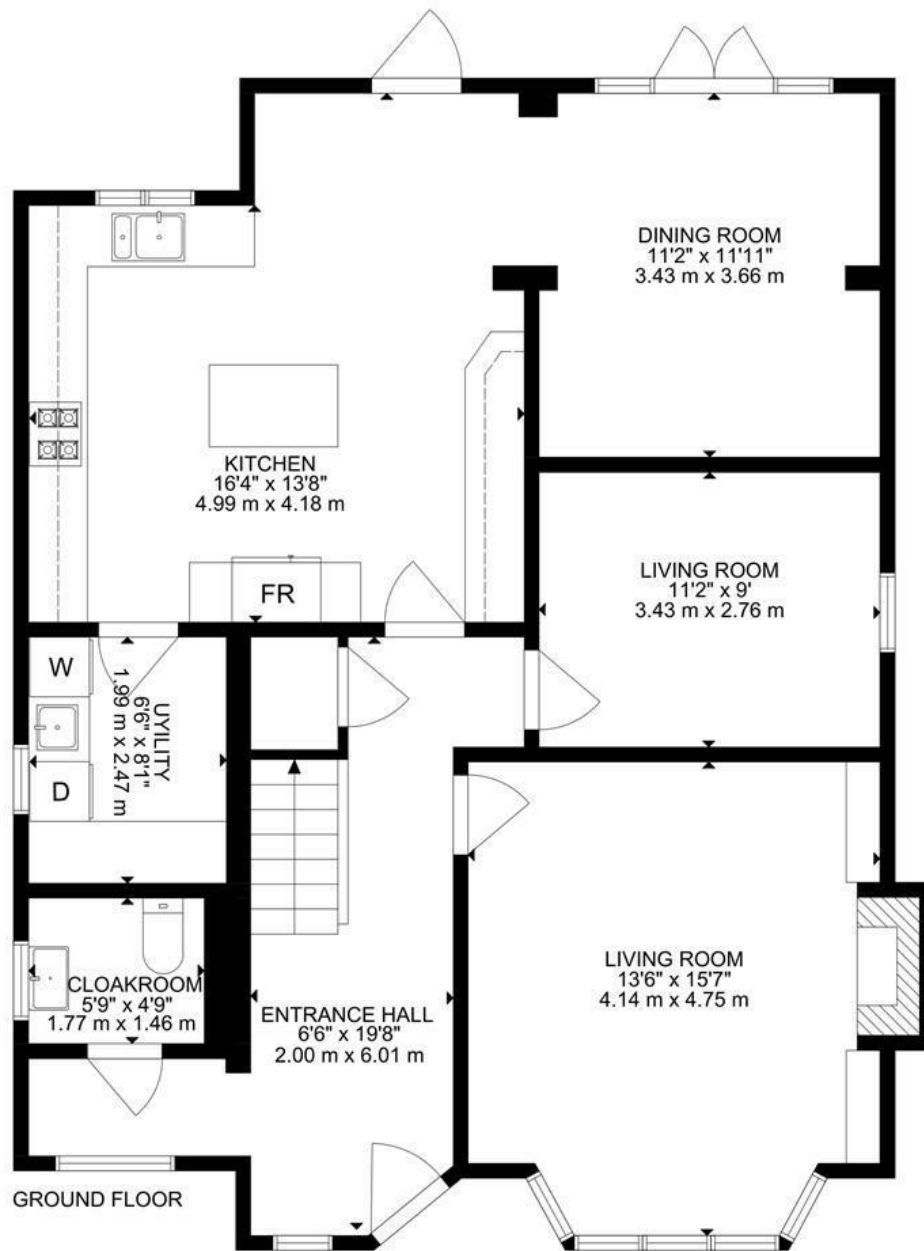 DINING ROOM
11'2" x 11'11"
3.43 m x 3.66 m
KITCHEN
16'4" x 13'8"
4.99 m x 4.18 m
FR
LIVING ROOM
11'2" x 9'
3.43 m x 2.76 m
W
D
UYILITY
6'6" x 8'1"
1.99 m x 2.47 m
CLOAKROOM
5'9" x 4'9"
1.77 m x 1.46 m
ENTRANCE HALL
6'6" x 19'8"
2.00 m x 6.01 m
LIVING ROOM
13'6" x 15'7"
4.14 m x 4.75 m
GROUND FLOOR